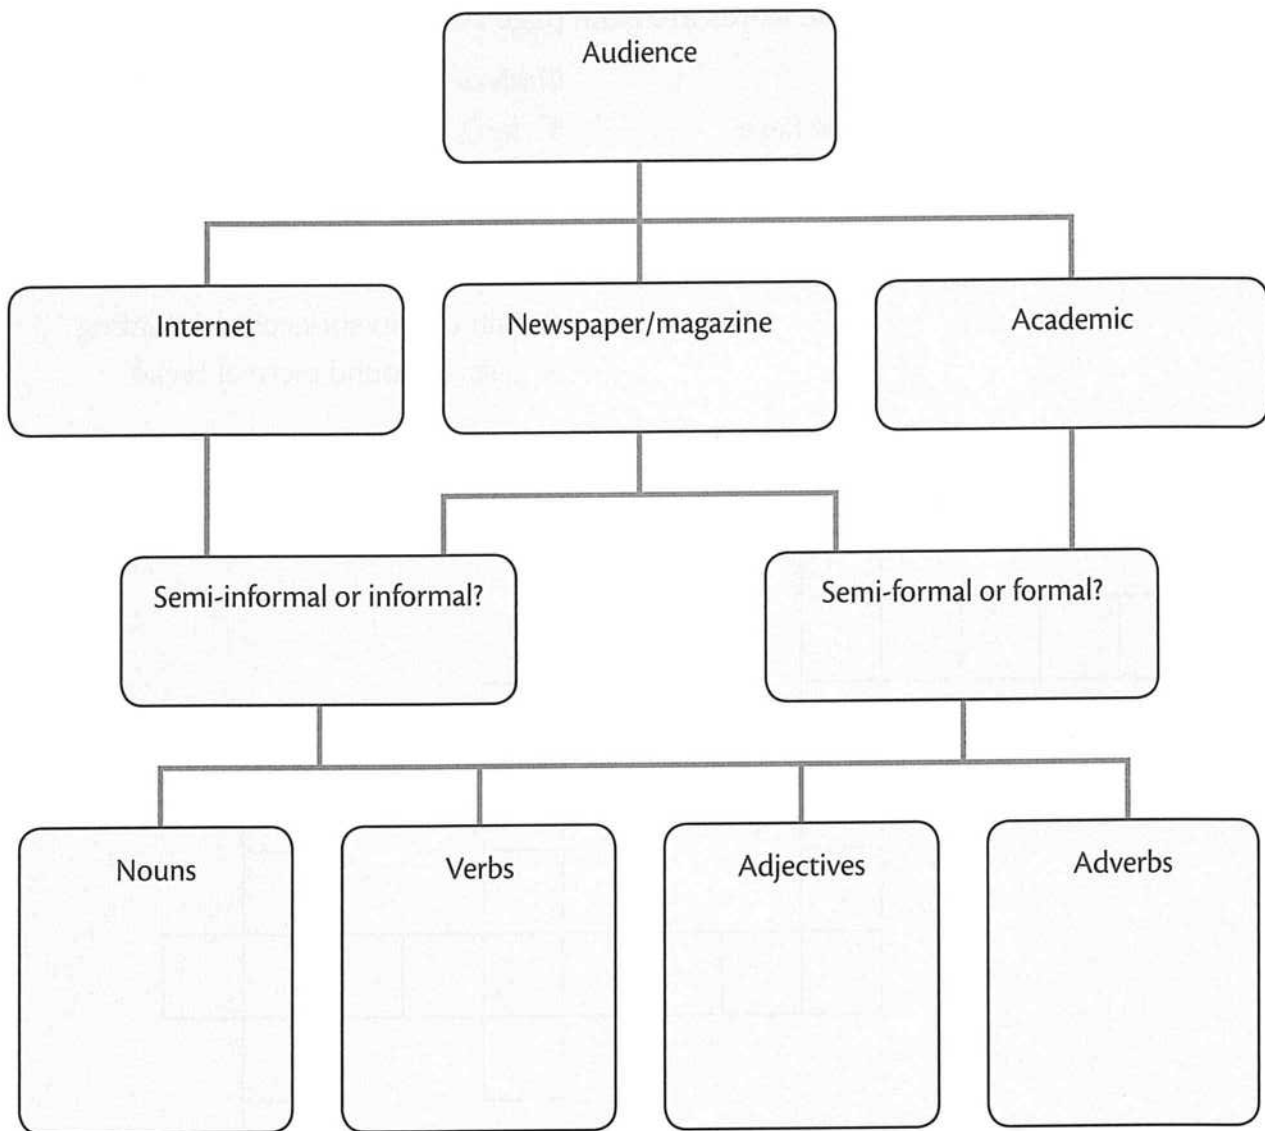 Audience
Internet
Newspaper/magazine
Academic
Semi-informal or informal?
Semi-formal or formal?
Nouns
Verbs
Adjectives
Adverbs